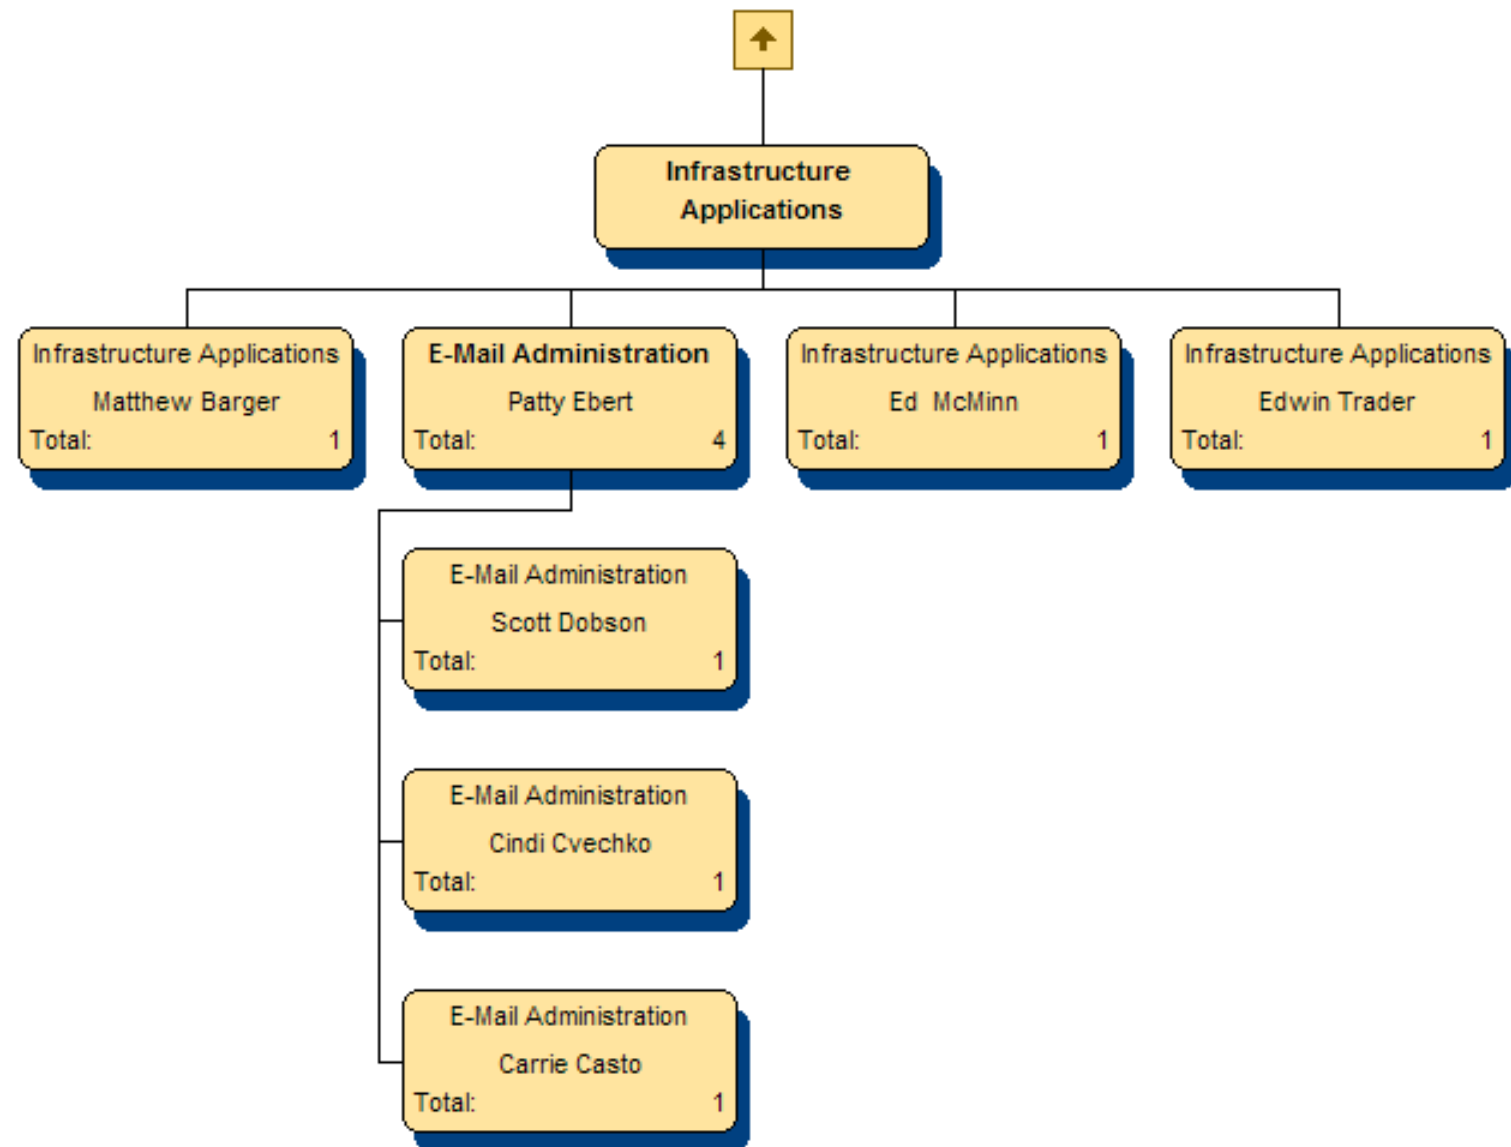 Infrastructure
Applications
Infrastructure Applications
Matthew Barger
Total: 1
E-Mail Administration
Patty Ebert
Total: 4
Infrastructure Applications
Ed McMinn
Total: 1
Infrastructure Applications
Edwin Trader
Total: 1
E-Mail Administration
Scott Dobson
Total: 1
E-Mail Administration
Cindi Cvechko
Total: 1
E-Mail Administration
Carrie Casto
Total: 1